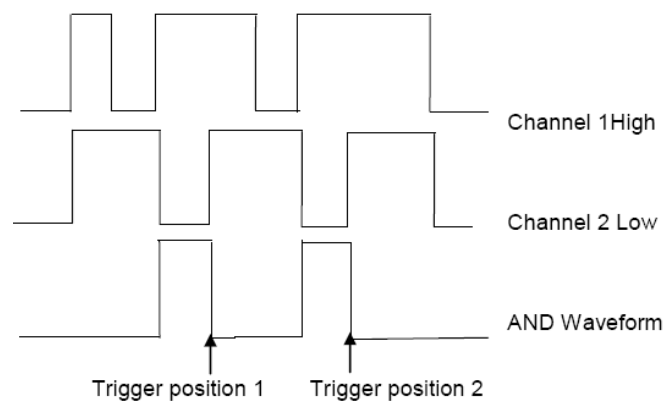 Channel 1High
Channel 2 Low
AND Waveform
Trigger position 1
Trigger position 2